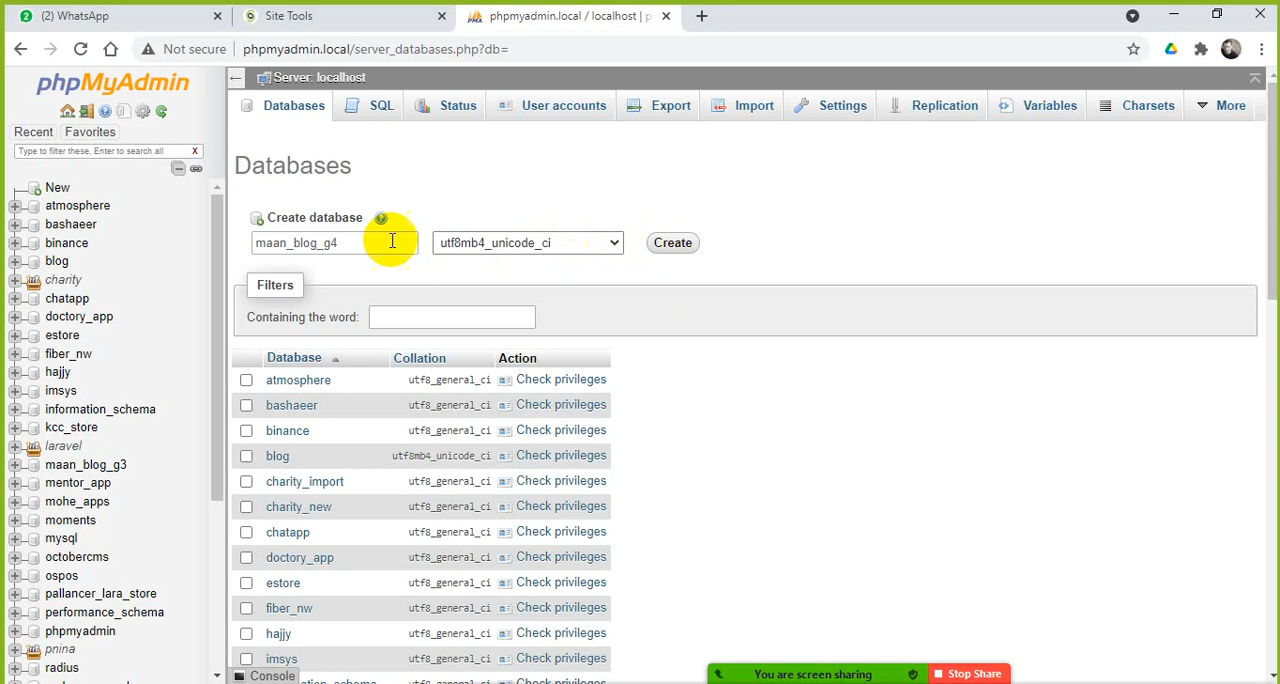 2 (2) WhatsApp
Site Tools
phpmyadmin.local / localhost | p
Not secure | phpmyadmin.local/server_databases.php?db=
phpMyAdmin
Recent Favorites
Type to filter these, Enter to search all X
New
atmosphere
bashaeer
binance
blog
charity
chatapp
doctory_app
estore
fiber_nw
hajjy
imsys
information_schema
kcc_store
laravel
maan_blog_g3
mentor_app
mohe_apps
moments
mysql
octobercms
ospos
pallancer_lara_store
performance_schema
phpmyadmin
pnina
radius
Server: localhost
Databases SQL Status User accounts Export Import Settings Replication Variables Charsets More
Databases
Create database
maan_blog_g4 utf8mb4_unicode_ci Create
Filters
Containing the word:
Database Collation Action
atmosphere utf8_general_ci Check privileges
bashaeer utf8_general_ci Check privileges
binance utf8_general_ci Check privileges
blog utf8mb4_unicode_ci Check privileges
charity_import utf8_general_ci Check privileges
charity_new utf8_general_ci Check privileges
chatapp utf8_general_ci Check privileges
doctory_app utf8_general_ci Check privileges
estore utf8_general_ci Check privileges
fiber_nw utf8_general_ci Check privileges
hajjy utf8_general_ci Check privileges
imsys utf8_general_ci Check privileges
Console
You are screen sharing Stop Share